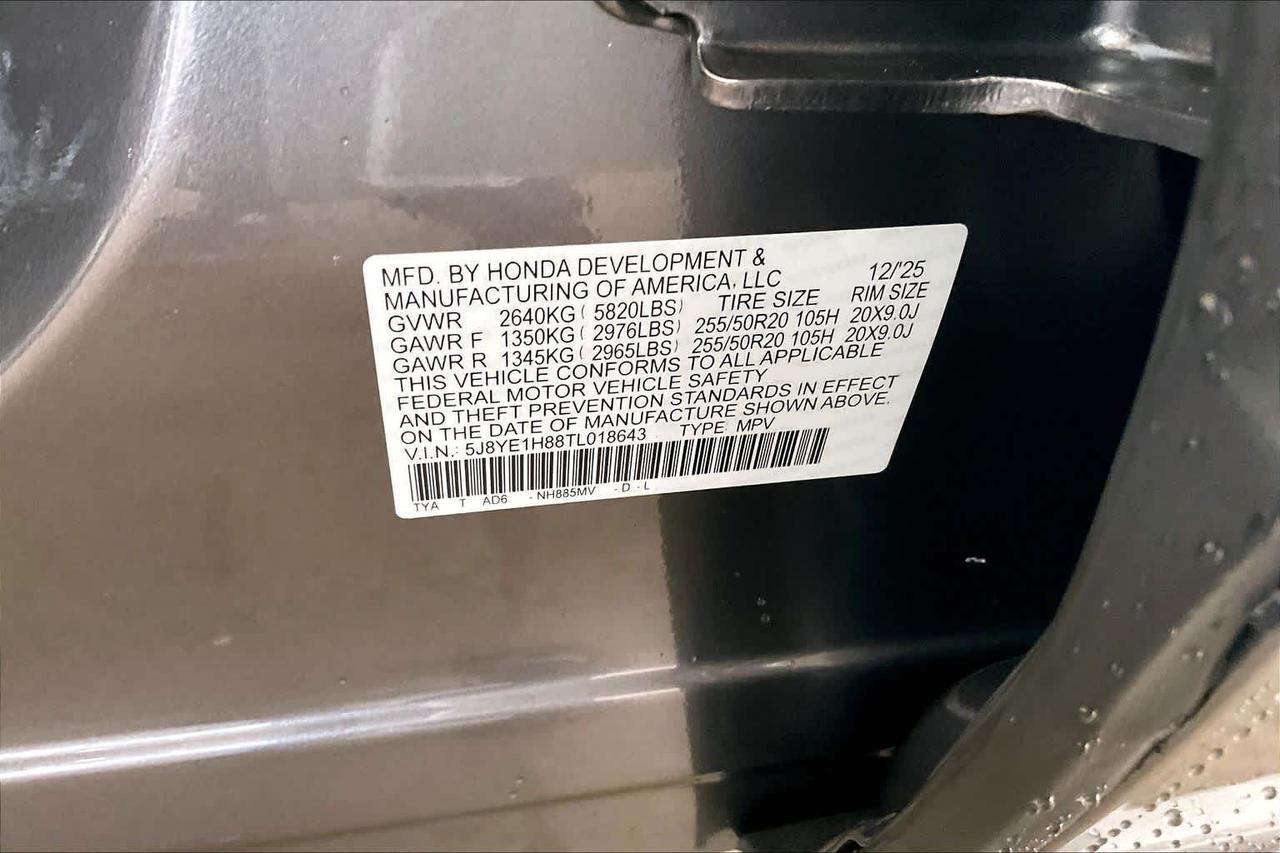 MFD. BY HONDA DEVELOPMENT &
MANUFACTURING OF AMERICA, LLC 12/'25
GVWR 2640KG ( 5820LBS) TIRE SIZE RIM SIZE
GAWR F 1350KG ( 2976LBS) 255/50R20 105H 20X9.0J
GAWR R 1345KG ( 2965LBS) 255/50R20 105H 20X9.0J
THIS VEHICLE CONFORMS TO ALL APPLICABLE
FEDERAL MOTOR VEHICLE SAFETY
AND THEFT PREVENTION STANDARDS IN EFFECT
ON THE DATE OF MANUFACTURE SHOWN ABOVE.
V.I.N.: 5J8YE1H88TL018643 TYPE: MPV
TYA T AD6 - NH885MV - D - L